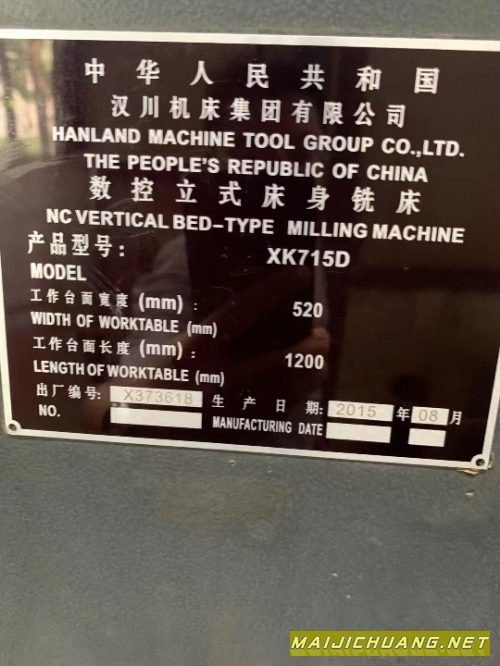 中华人民共和国
汉川机床集团有限公司
HANLAND MACHINE TOOL GROUP CO.,LTD.
THE PEOPLE'S REPUBLIC OF CHINA
数控立式床身铣床
NC VERTICAL BED-TYPE MILLING MACHINE
产品型号: XK715D
MODEL
工作台面宽度 (mm) : 520
WIDTH OF WORKTABLE (mm)
工作台面长度 (mm) : 1200
LENGTH OF WORKTABLE (mm)
出厂编号: X373618 生产日期: 2015 年 08 月
NO. MANUFACTURING DATE
MAIJICHUANG.NET